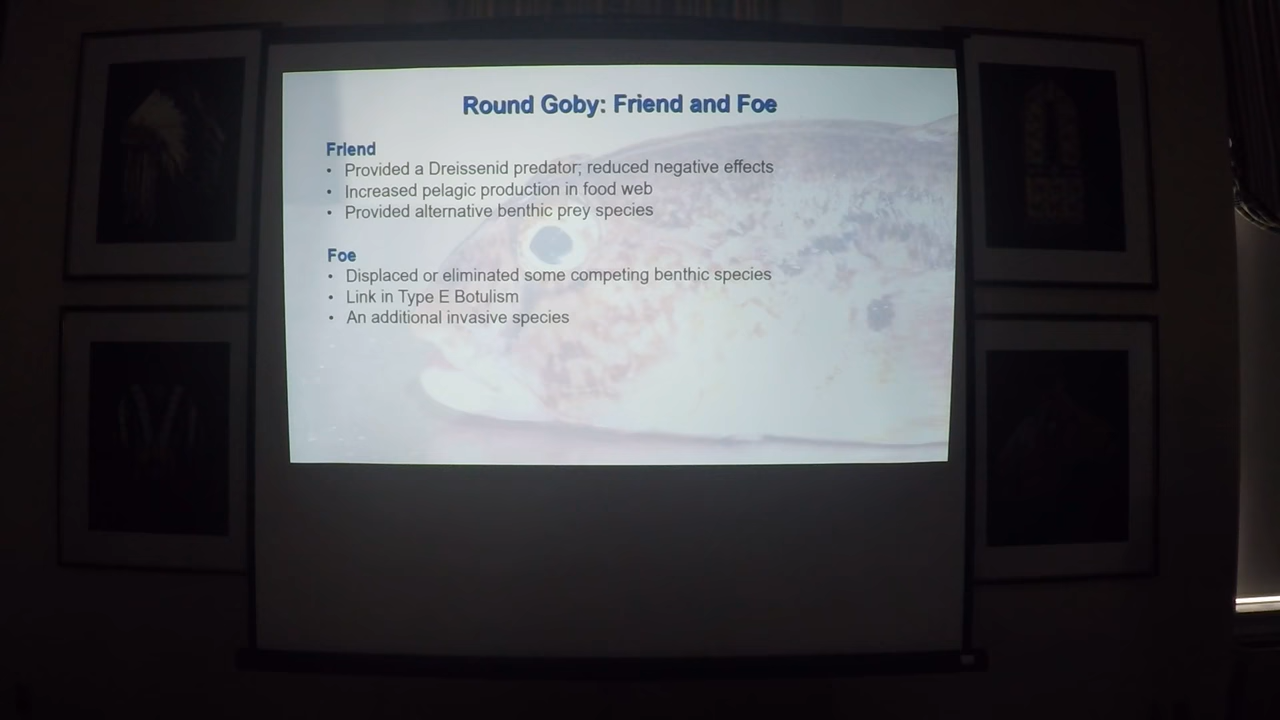 Round Goby: Friend and Foe
Friend
• Provided a Dreissenid predator; reduced negative effects
• Increased pelagic production in food web
• Provided alternative benthic prey species
Foe
• Displaced or eliminated some competing benthic species
• Link in Type E Botulism
• An additional invasive species